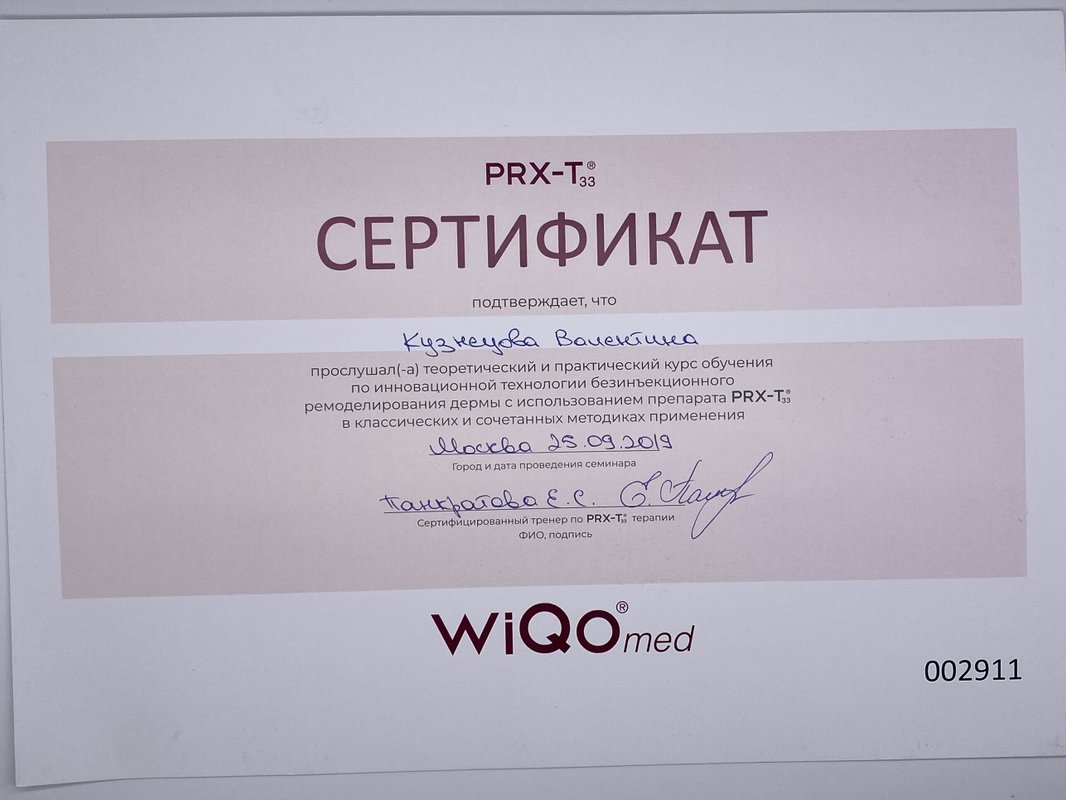 PRX-T33®
СЕРТИФИКАТ
подтверждает, что
Кузнецова Валентина
прослушал(-а) теоретический и практический курс обучения
по инновационной технологии безинъекционного
ремоделирования дермы с использованием препарата PRX-T33®
в классических и сочетанных методиках применения
Москва 25.09.2019
Город и дата проведения семинара
Панкратова Е. С.
Сертифицированный тренер по PRX-T33® терапии
ФИО, подпись
WiQo® med
002911